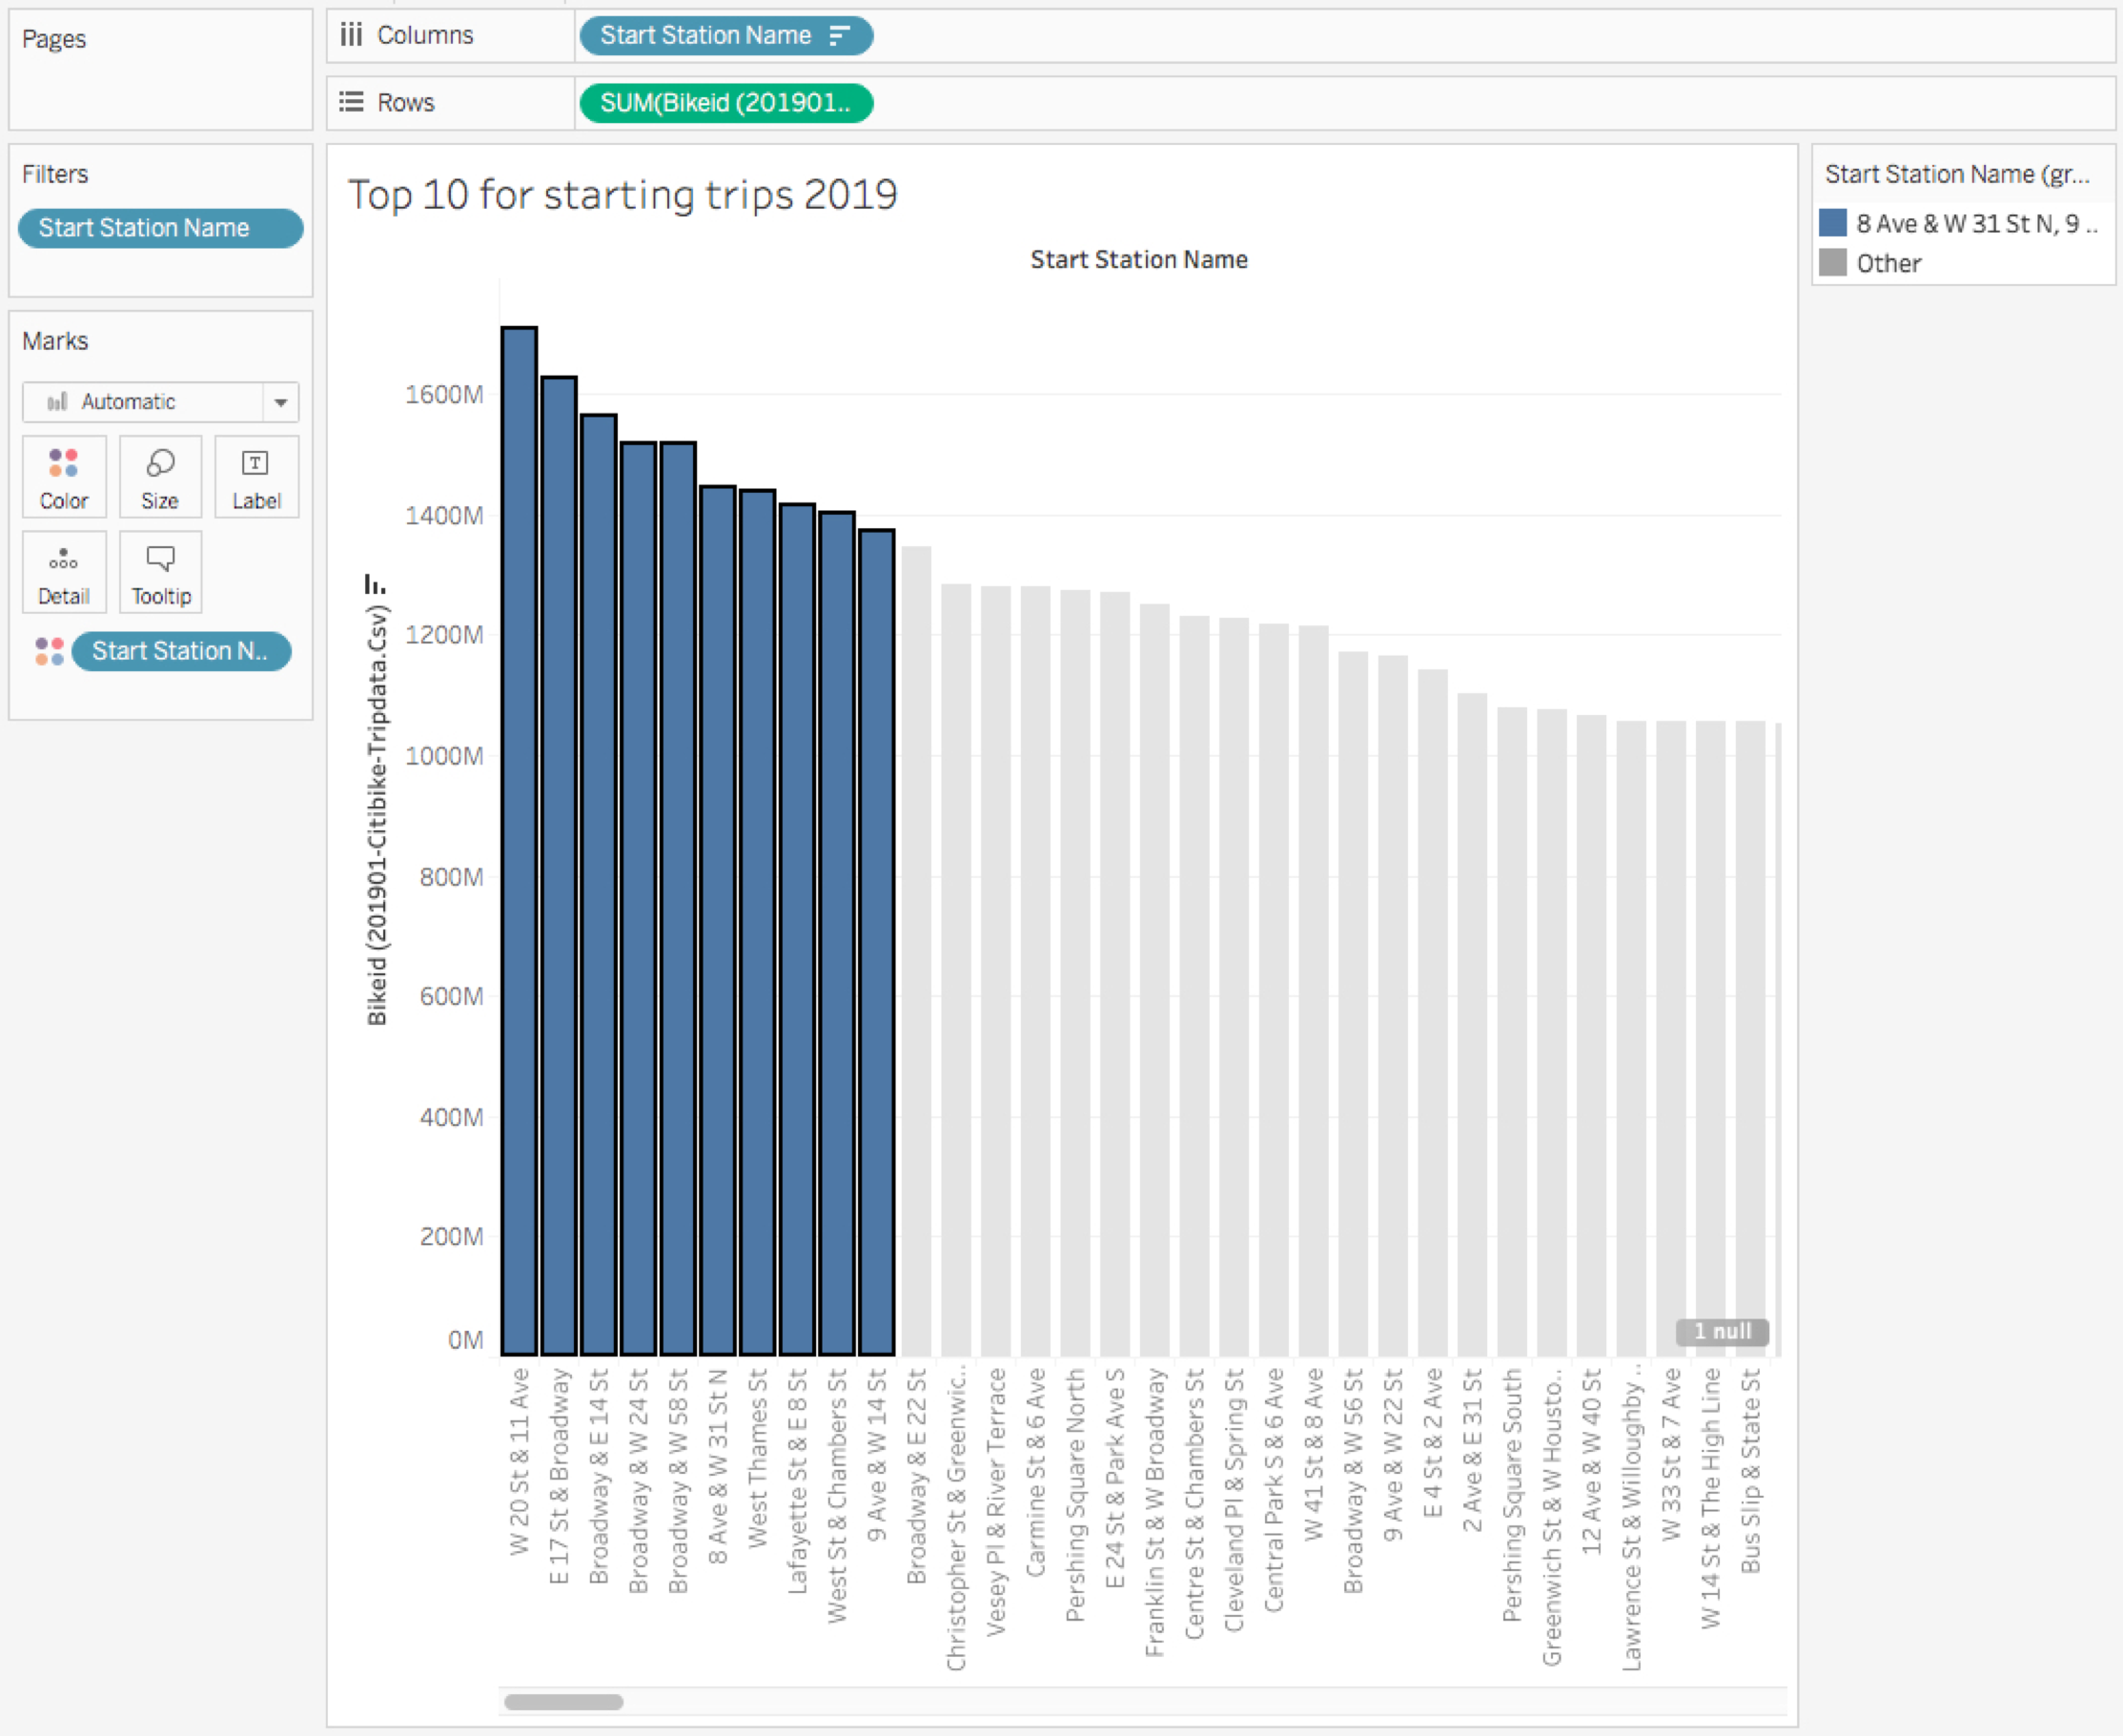 Pages
Columns
Start Station Name
Rows
SUM(Bikeid (201901..
Filters
Start Station Name
Marks
Automatic
Color
Size
Label
Detail
Tooltip
Start Station N..
Top 10 for starting trips 2019
Start Station Name
Bikeid (201901-Citibike-Tripdata.Csv)
1600M
1400M
1200M
1000M
800M
600M
400M
200M
0M
1 null
W 20 St & 11 Ave
E 17 St & Broadway
Broadway & E 14 St
Broadway & W 24 St
Broadway & W 58 St
8 Ave & W 31 St N
West Thames St
Lafayette St & E 8 St
West St & Chambers St
9 Ave & W 14 St
Broadway & E 22 St
Christopher St & Greenwic..
Vesey Pl & River Terrace
Carmine St & 6 Ave
Pershing Square North
E 24 St & Park Ave S
Franklin St & W Broadway
Centre St & Chambers St
Cleveland Pl & Spring St
Central Park S & 6 Ave
W 41 St & 8 Ave
Broadway & W 56 St
9 Ave & W 22 St
E 4 St & 2 Ave
2 Ave & E 31 St
Pershing Square South
Greenwich St & W Housto..
12 Ave & W 40 St
Lawrence St & Willoughby ..
W 33 St & 7 Ave
W 14 St & The High Line
Bus Slip & State St
Start Station Name (gr...
8 Ave & W 31 St N, 9 ..
Other